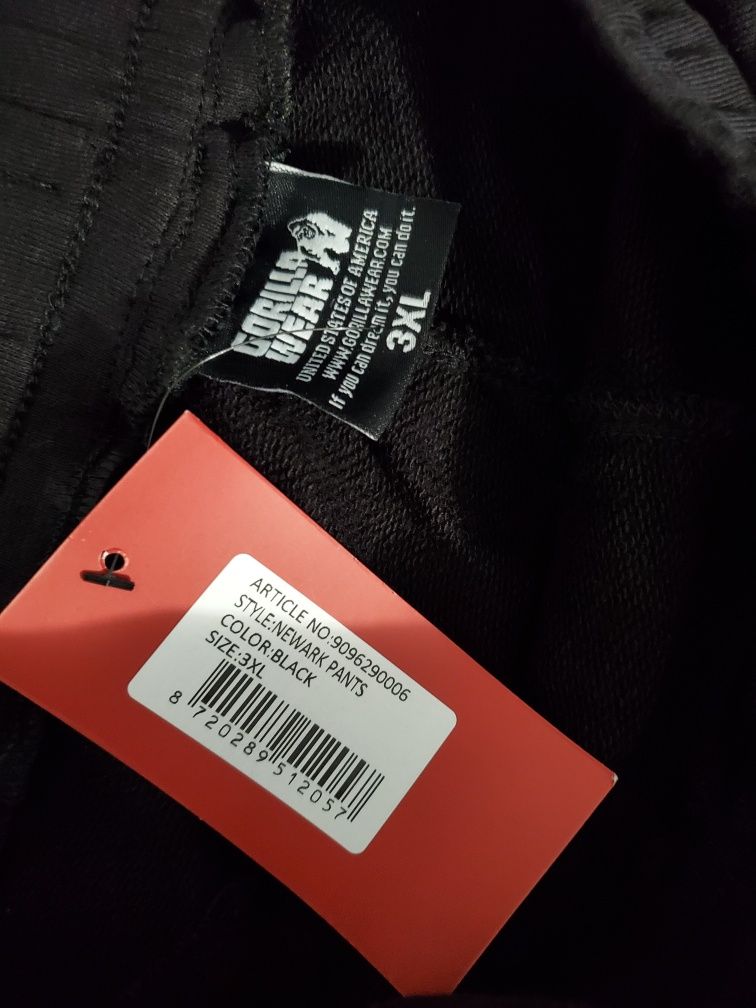 GORILLA
WEAR
UNITED STATES OF AMERICA
WWW.GORILLAWEAR.COM
If you can dream it, you can do it.
3XL
ARTICLE NO:9096290006
STYLE:NEWARK PANTS
COLOR:BLACK
SIZE:3XL
8 720289 512057